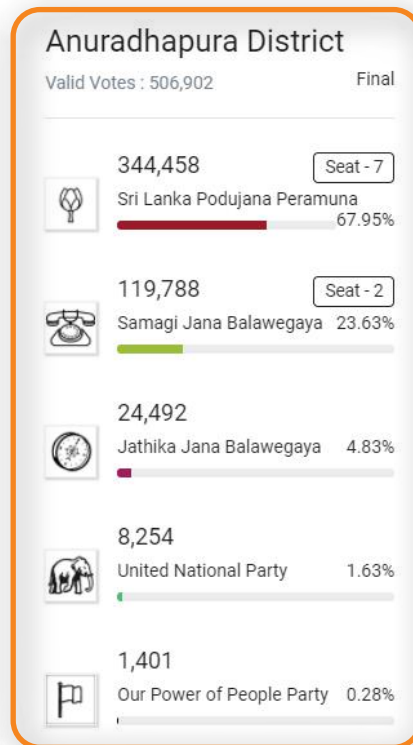 Anuradhapura District
Valid Votes : 506,902 Final
344,458 Seat - 7
Sri Lanka Podujana Peramuna
67.95%
119,788 Seat - 2
Samagi Jana Balawegaya 23.63%
24,492
Jathika Jana Balawegaya 4.83%
8,254
United National Party 1.63%
1,401
Our Power of People Party 0.28%